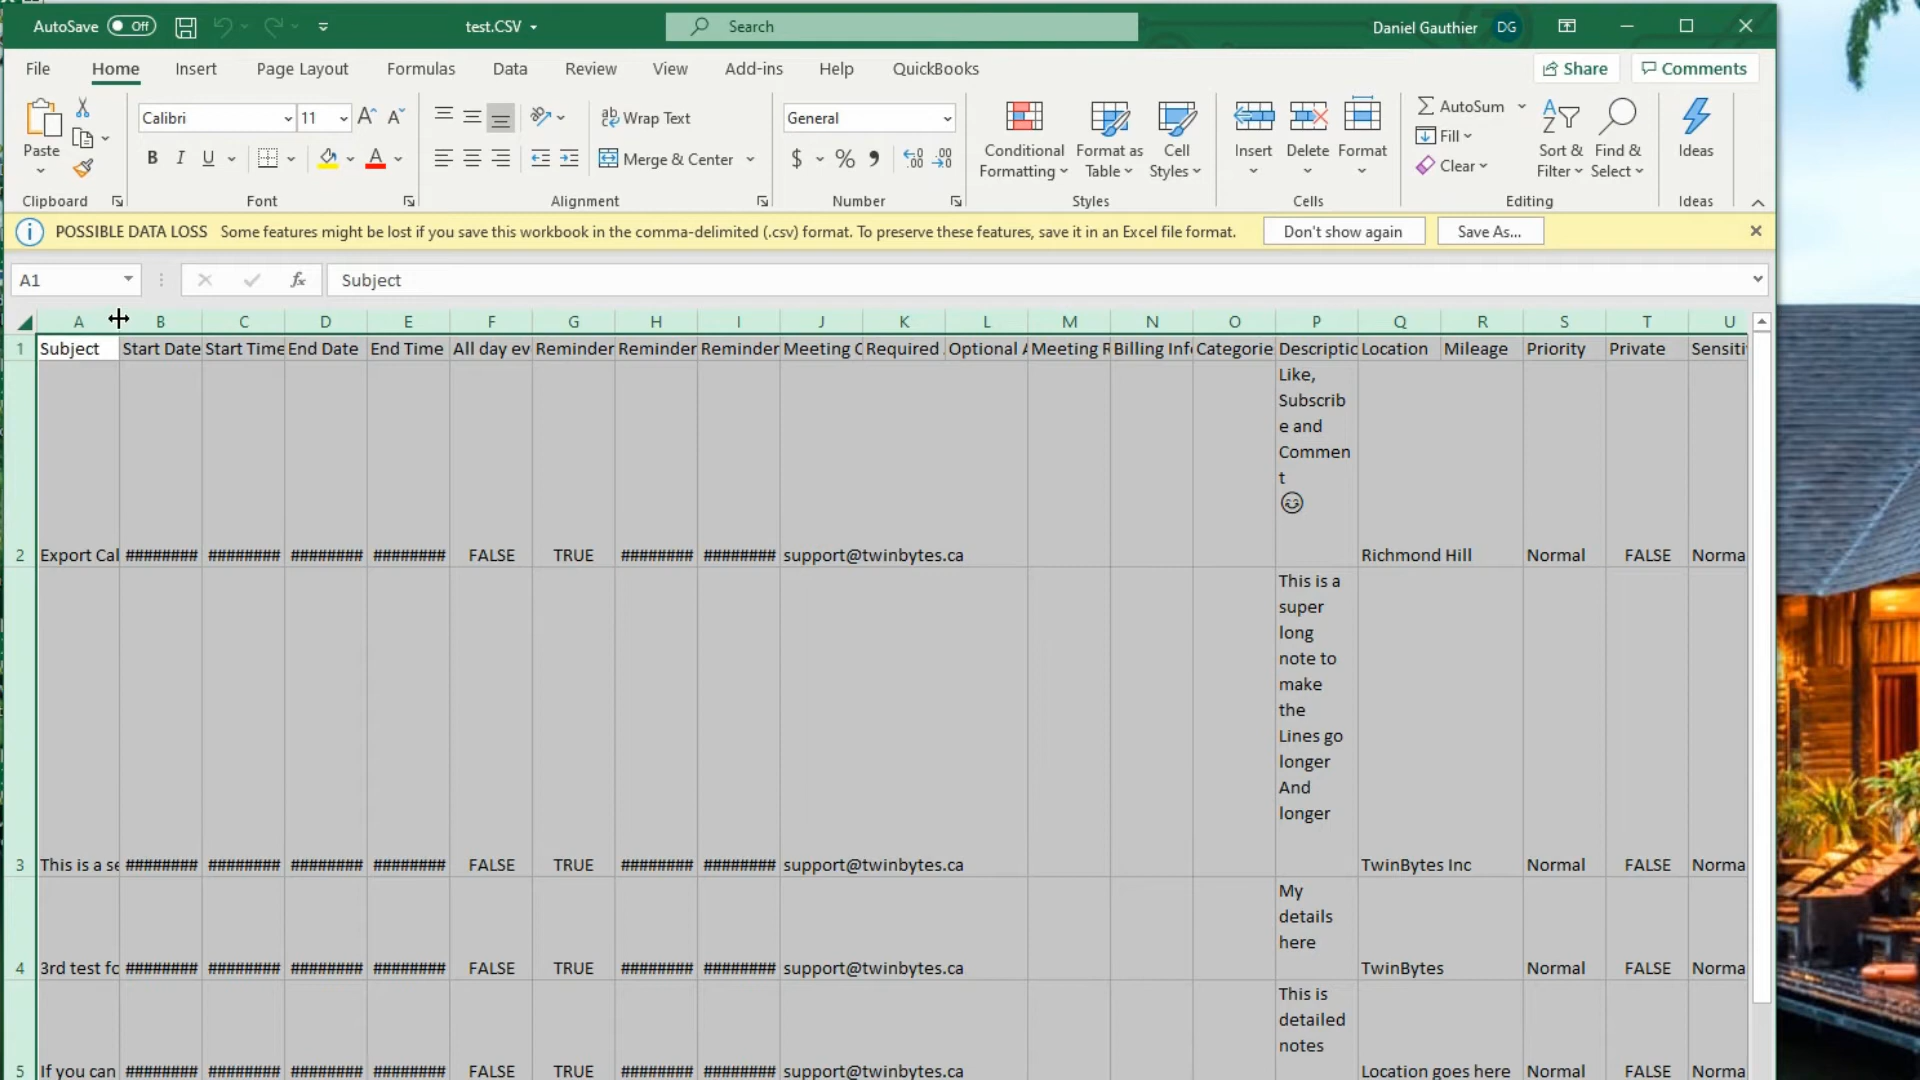 AutoSave Off test.CSV Search Daniel Gauthier DG
File Home Insert Page Layout Formulas Data Review View Add-ins Help QuickBooks Share Comments
Paste
Clipboard
Calibri 11
B I U
Font
Wrap Text
Merge & Center
Alignment
General
$ % ,
Number
Conditional
Formatting
Format as
Table
Cell
Styles
Styles
Insert Delete Format
Cells
AutoSum
Fill
Clear
Sort &
Filter
Find &
Select
Editing
Ideas
Ideas
POSSIBLE DATA LOSS Some features might be lost if you save this workbook in the comma-delimited (.csv) format. To preserve these features, save it in an Excel file format. Don't show again Save As...
A1 fx Subject
A B C D E F G H I J K L M N O P Q R S T U
1 Subject Start Date Start Time End Date End Time All day ev Reminder Reminder Reminder Meeting O Required Optional A Meeting R Billing Inf Categorie Descriptic Location Mileage Priority Private Sensiti
Like,
Subscrib
e and
Commen
t
😊
2 Export Cal ######## ######## ######## ######## FALSE TRUE ######## ######## support@twinbytes.ca Richmond Hill Normal FALSE Norma
This is a
super
long
note to
make
the
Lines go
longer
And
longer
3 This is a se ######## ######## ######## ######## FALSE TRUE ######## ######## support@twinbytes.ca TwinBytes Inc Normal FALSE Norma
My
details
here
4 3rd test fo ######## ######## ######## ######## FALSE TRUE ######## ######## support@twinbytes.ca TwinBytes Normal FALSE Norma
This is
detailed
notes
5 If you can ######## ######## ######## ######## FALSE TRUE ######## ######## support@twinbytes.ca Location goes here Normal FALSE Norma